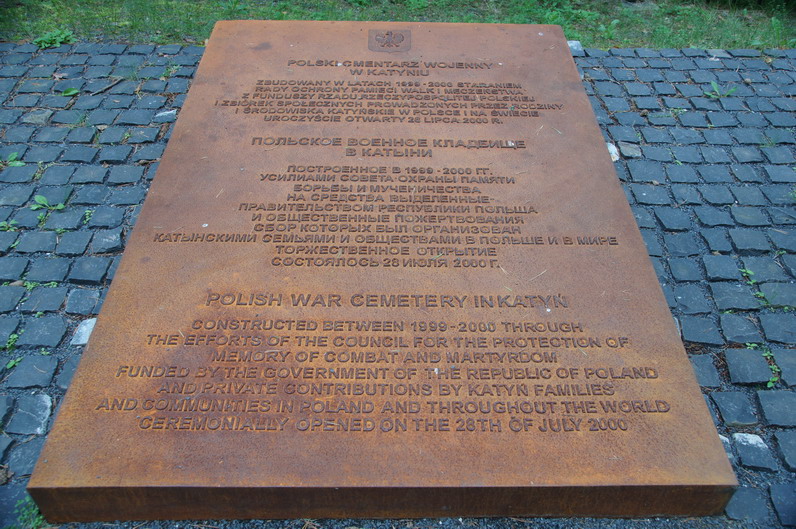 POLSKI CMENTARZ WOJENNY
W KATYNIU
ZBUDOWANY W LATACH 1999-2000 STARANIEM
RADY OCHRONY PAMIĘCI WALK I MĘCZEŃSTWA
Z FUNDUSZY RZĄDU RZECZYPOSPOLITEJ POLSKIEJ
I ZBIÓREK SPOŁECZNYCH PROWADZONYCH PRZEZ RODZINY
I ŚRODOWISKA KATYŃSKIE W POLSCE I NA ŚWIECIE
UROCZYŚCIE OTWARTY 28 LIPCA 2000 R.
ПОЛЬСКОЕ ВОЕННОЕ КЛАДБИЩЕ
В КАТЫНИ
ПОСТРОЕННОЕ В 1999-2000 ГГ.
УСИЛИАМИ СОВЕТА ОХРАНЫ ПАМЯТИ
БОРЬБЫ И МУЧЕНИЧЕСТВА
НА СРЕДСТВА ВЫДЕЛЕННЫЕ
ПРАВИТЕЛЬСТВОМ РЕСПУБЛИКИ ПОЛЬША
И ОБЩЕСТВЕННЫЕ ПОЖЕРТВОВАНИЯ
СБОР КОТОРЫХ БЫЛ ОРГАНИЗОВАН
КАТЫНСКИМИ СЕМЬЯМИ И ОБЩЕСТВАМИ В ПОЛЬШЕ И В МИРЕ
ТОРЖЕСТВЕННОЕ ОТКРЫТИЕ
СОСТОЯЛОСЬ 28 ИЮЛЯ 2000 Г.
POLISH WAR CEMETERY IN KATYŃ
CONSTRUCTED BETWEEN 1999-2000 THROUGH
THE EFFORTS OF THE COUNCIL FOR THE PROTECTION OF
MEMORY OF COMBAT AND MARTYRDOM
FUNDED BY THE GOVERNMENT OF THE REPUBLIC OF POLAND
AND PRIVATE CONTRIBUTIONS BY KATYŃ FAMILIES
AND COMMUNITIES IN POLAND AND THROUGHOUT THE WORLD
CEREMONIALLY OPENED ON THE 28TH OF JULY 2000